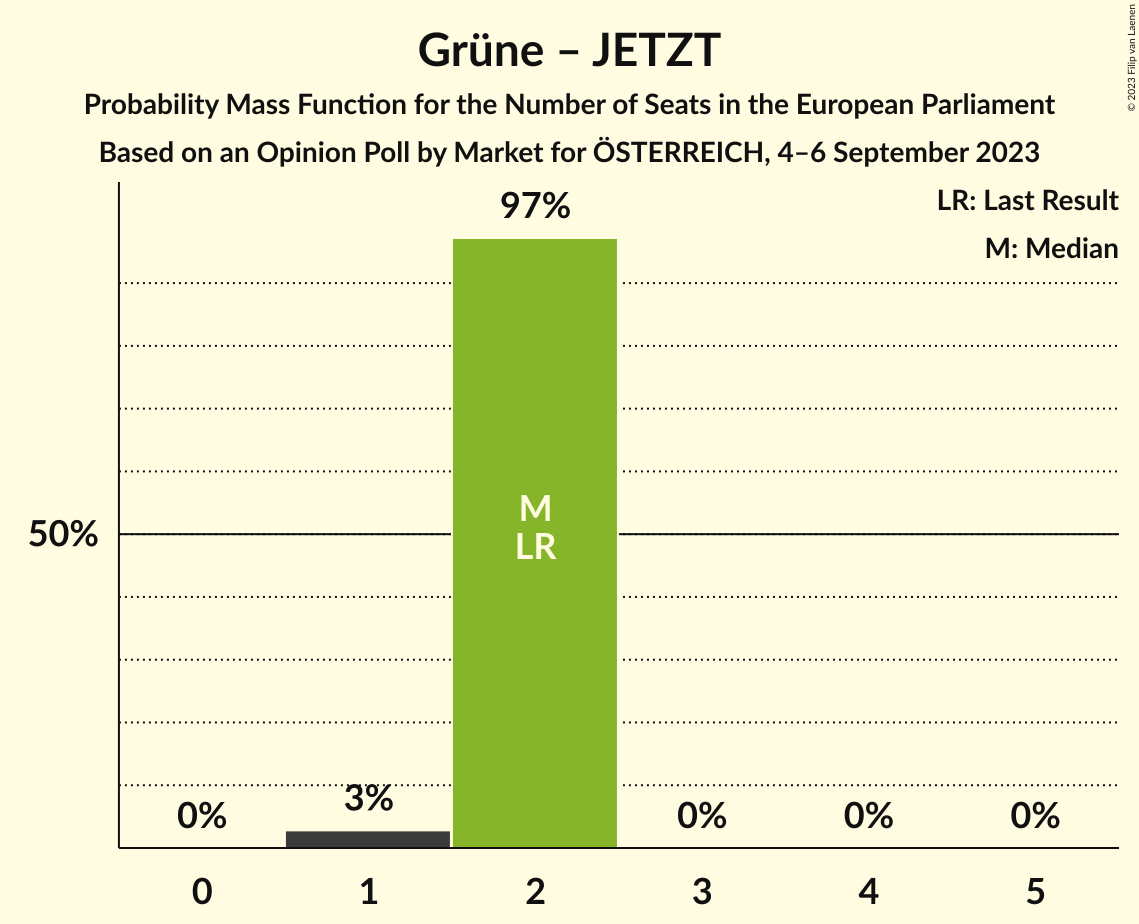 Grüne – JETZT
Probability Mass Function for the Number of Seats in the European Parliament
Based on an Opinion Poll by Market for ÖSTERREICH, 4–6 September 2023
© 2023 Filip van Laenen
LR: Last Result
M: Median
97%
M
LR
50%
0%
3%
0%
0%
0%
0
1
2
3
4
5